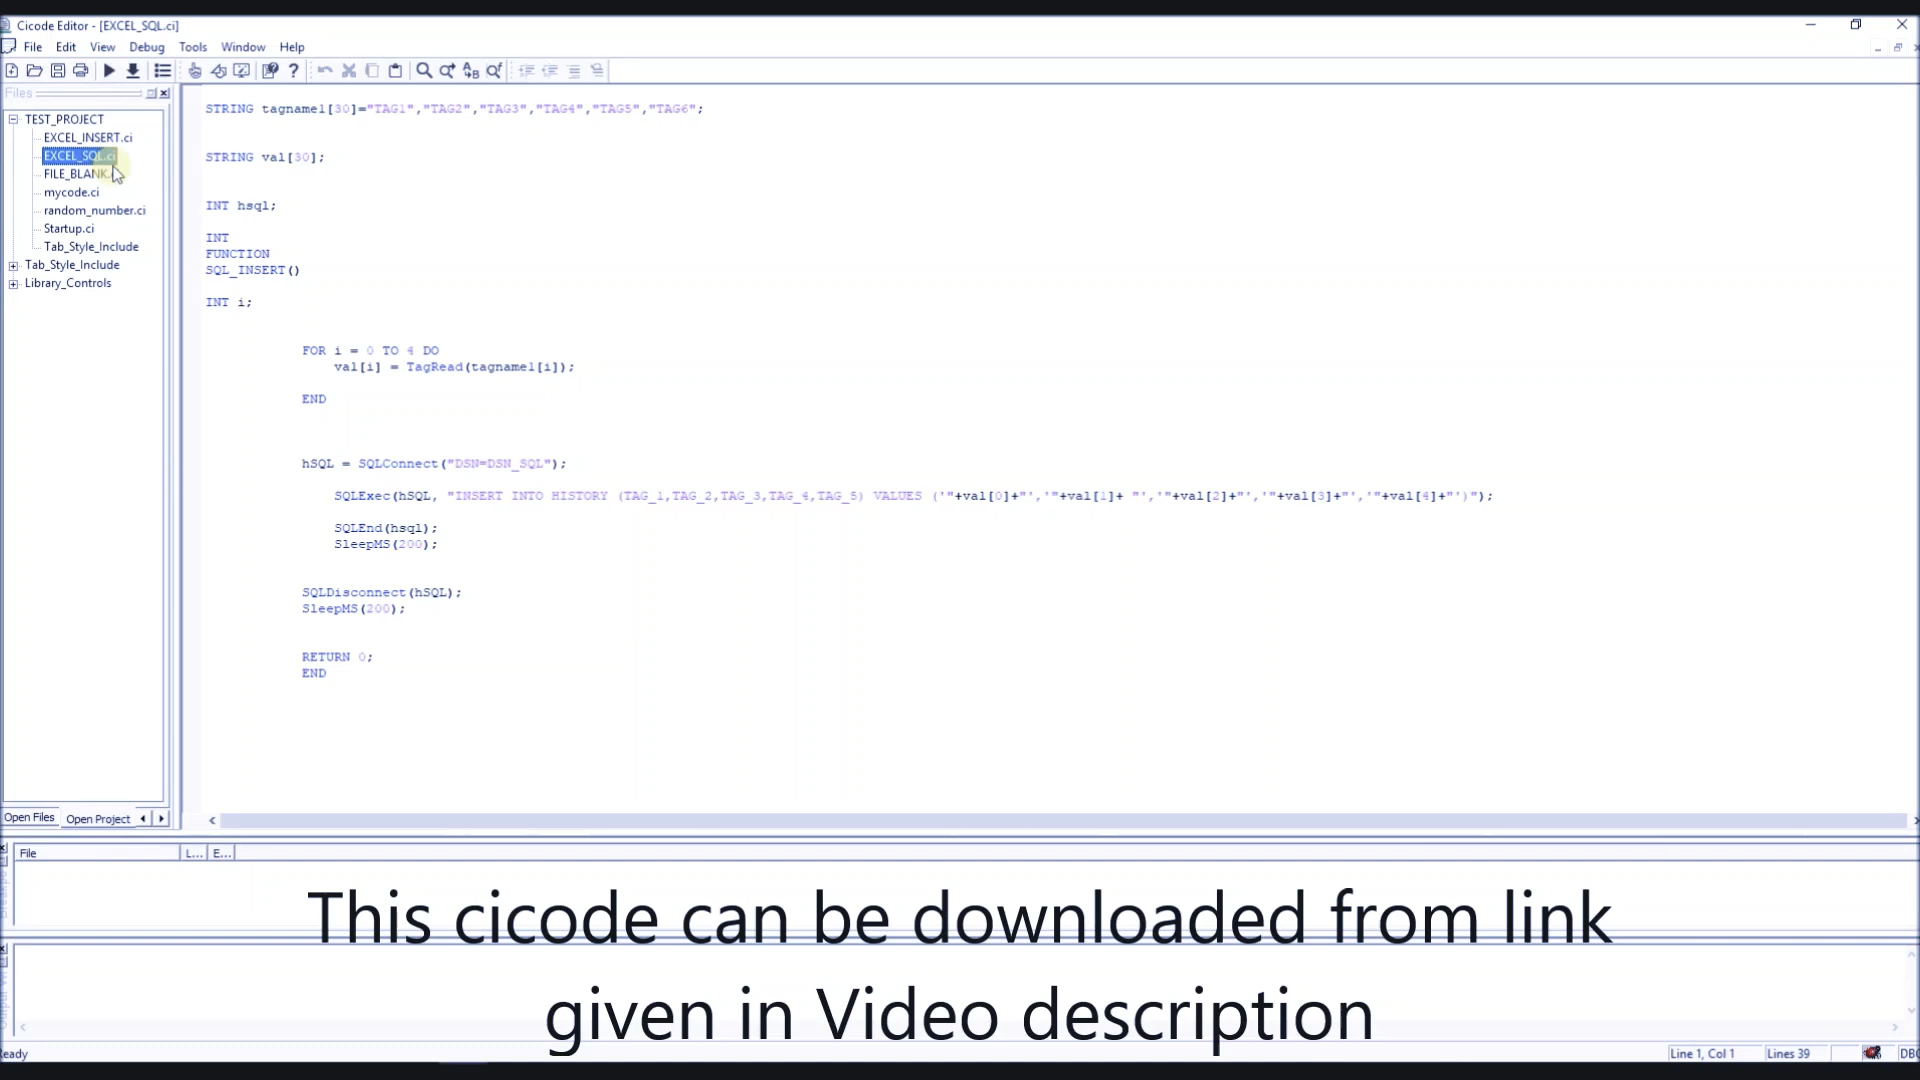 Cicode Editor - [EXCEL_SQL.ci]
File Edit View Debug Tools Window Help
Files
TEST_PROJECT
EXCEL_INSERT.ci
EXCEL_SQL.ci
FILE_BLANK.
mycode.ci
random_number.ci
Startup.ci
Tab_Style_Include
Tab_Style_Include
Library_Controls
Open Files Open Project
STRING tagname1[30]="TAG1","TAG2","TAG3","TAG4","TAG5","TAG6";
STRING val[30];
INT hsql;
INT
FUNCTION
SQL_INSERT()
INT i;
FOR i = 0 TO 4 DO
val[i] = TagRead(tagname1[i]);
END
hSQL = SQLConnect("DSN=DSN_SQL");
SQLExec(hSQL, "INSERT INTO HISTORY (TAG_1,TAG_2,TAG_3,TAG_4,TAG_5) VALUES ('"+val[0]+"','"+val[1]+ "','"+val[2]+"','"+val[3]+"','"+val[4]+"')");
SQLEnd(hsql);
SleepMS(200);
SQLDisconnect(hSQL);
SleepMS(200);
RETURN 0;
END
File L... E...
This cicode can be downloaded from link
given in Video description
Ready Line 1, Col 1 Lines 39